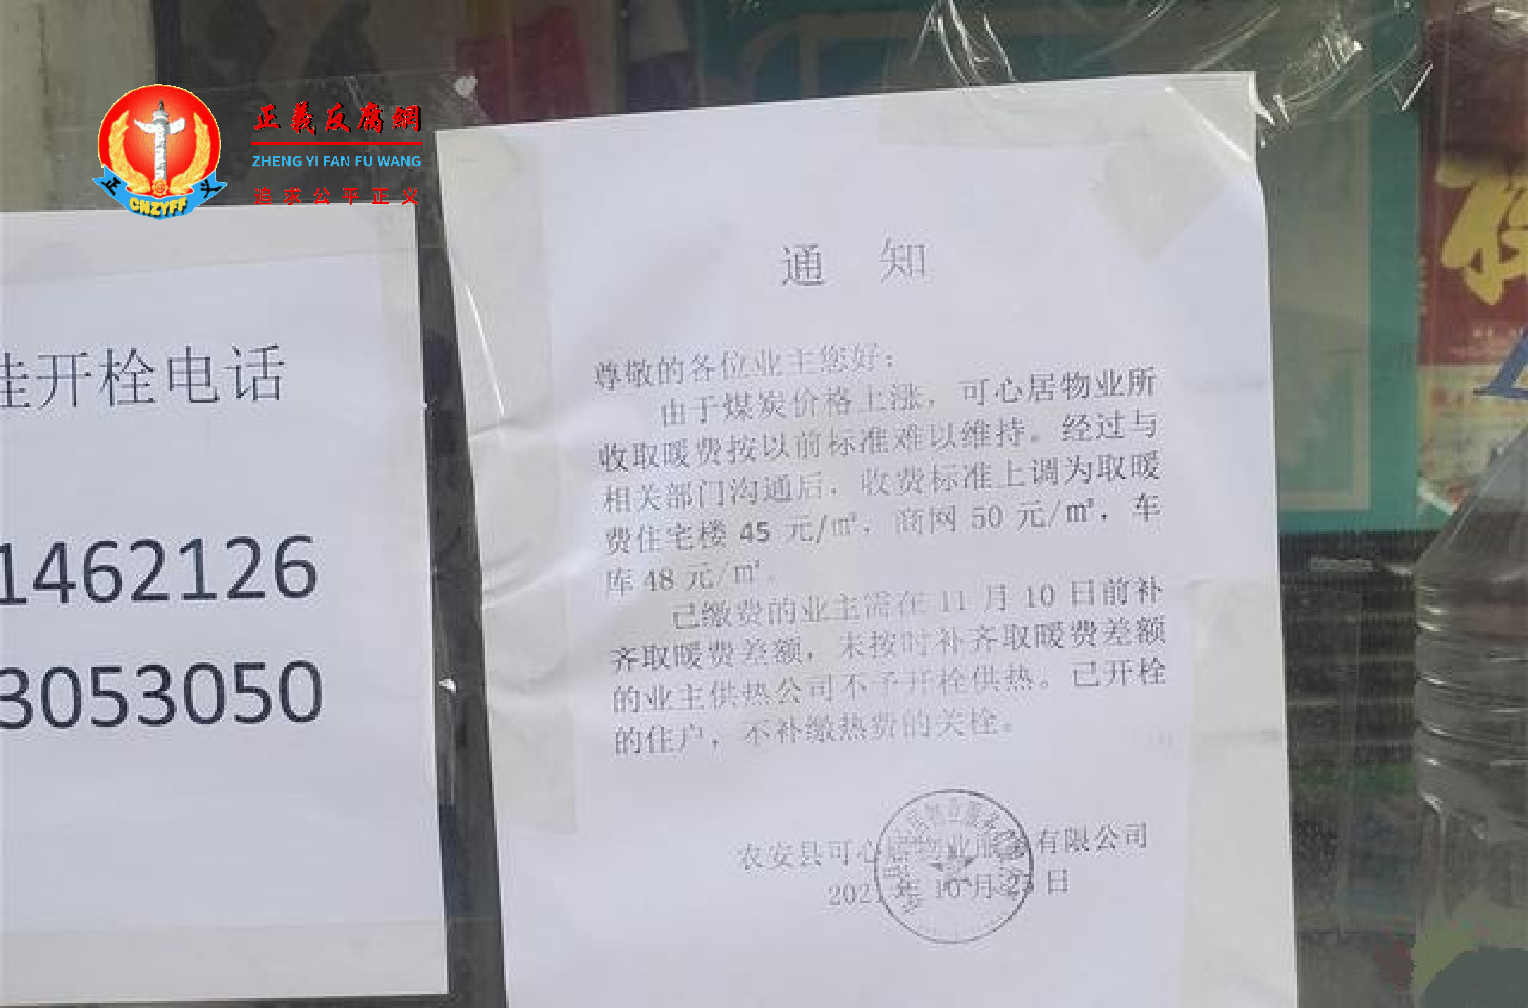 正義反腐網
ZHENG YI FAN FU WANG
追求公平正义
正 义
CNZYFF
开栓电话
1462126
3053050
通 知
尊敬的各位业主您好：
由于煤炭价格上涨，可心居物业所
收取暖费按以前标准难以维持。经过与
相关部门沟通后，收费标准上调为取暖
费住宅楼 45 元/㎡，商网 50 元/㎡，车
库 48 元/㎡。
已缴费的业主需在 11 月 10 日前补
齐取暖费差额，未按时补齐取暖费差额
的业主供热公司不予开栓供热。已开栓
的住户，不补缴热费的关栓。
农安县可心居物业服务有限公司
202 年 10 月 25 日